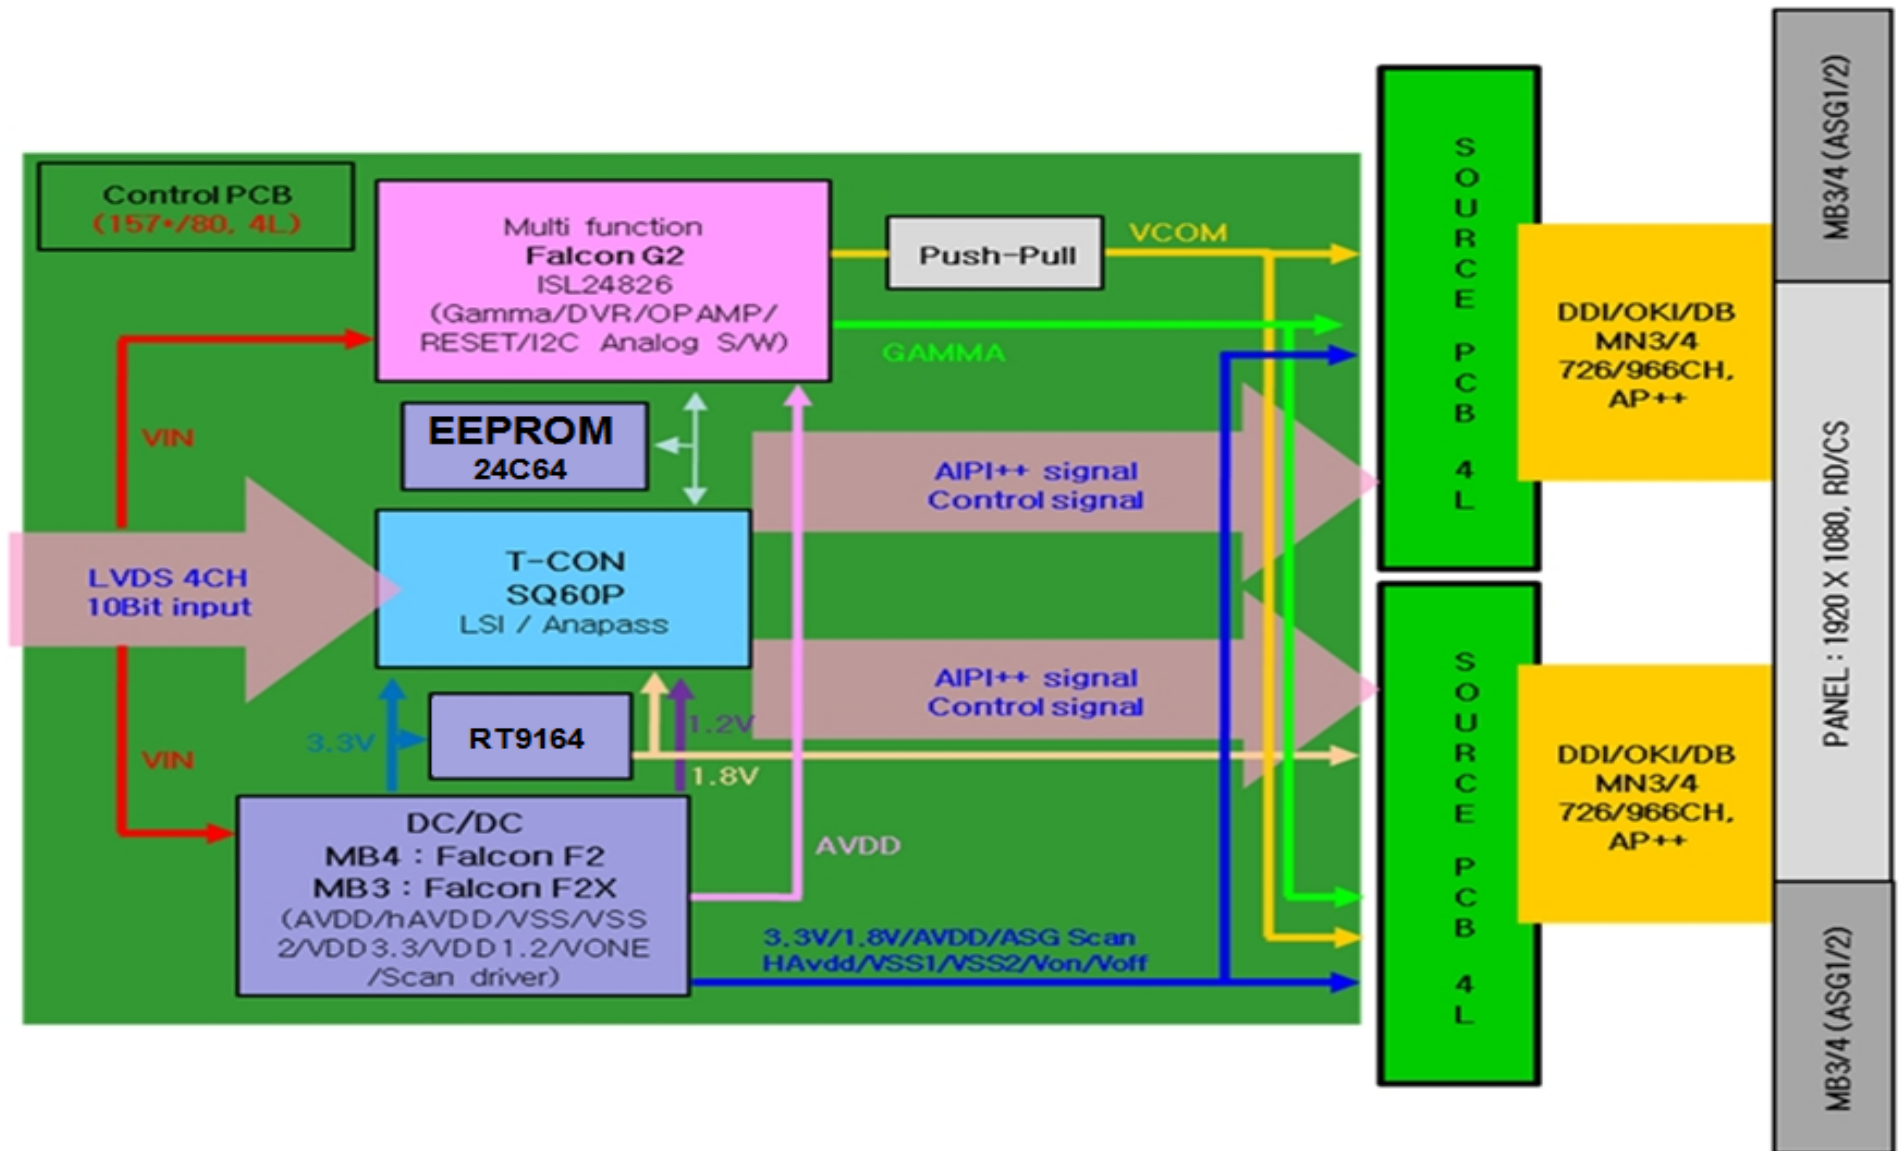 Control PCB
(157*/80, 4L)
Multi function
Falcon G2
ISL24826
(Gamma/DVR/OPAMP/
RESET/I2C Analog S/W)
Push-Pull
VCOM
GAMMA
VIN
EEPROM
24C64
AIPI++ signal
Control signal
LVDS 4CH
10Bit input
T-CON
SQ60P
LSI / Anapass
AIPI++ signal
Control signal
VIN
3.3V
RT9164
1.2V
1.8V
DC/DC
MB4 : Falcon F2
MB3 : Falcon F2X
(AVDD/hAVDD/VSS/VSS
2/VDD3.3/VDD1.2/VONE
/Scan driver)
AVDD
3.3V/1.8V/AVDD/ASG Scan
HAvdd/VSS1/VSS2/Von/Voff
SOURCE PCB 4L
SOURCE PCB 4L
DDI/OKI/DB
MN3/4
726/966CH,
AP++
DDI/OKI/DB
MN3/4
726/966CH,
AP++
MB3/4 (ASG1/2)
PANEL : 1920 X 1080, RD/CS
MB3/4 (ASG1/2)